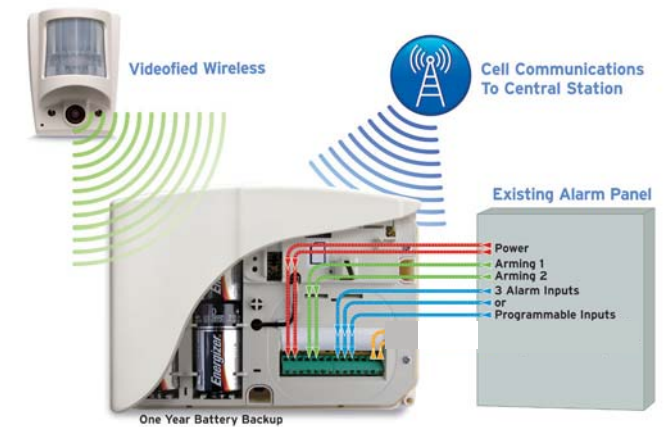 Videofied Wireless
Cell Communications
To Central Station
Existing Alarm Panel
Power
Arming 1
Arming 2
3 Alarm Inputs
or
Programmable Inputs
Energizer
One Year Battery Backup